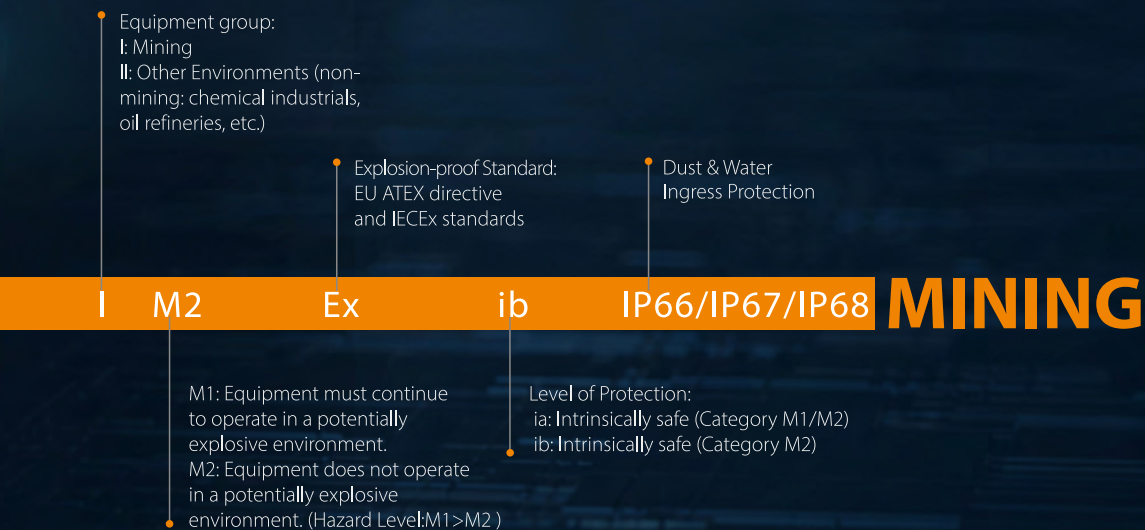 Equipment group:
I: Mining
II: Other Environments (non-
mining: chemical industrials,
oil refineries, etc.)
Explosion-proof Standard:
EU ATEX directive
and IECEx standards
Dust & Water
Ingress Protection
I M2 Ex ib IP66/IP67/IP68 MINING
M1: Equipment must continue
to operate in a potentially
explosive environment.
M2: Equipment does not operate
in a potentially explosive
environment. (Hazard Level:M1>M2 )
Level of Protection:
ia: Intrinsically safe (Category M1/M2)
ib: Intrinsically safe (Category M2)